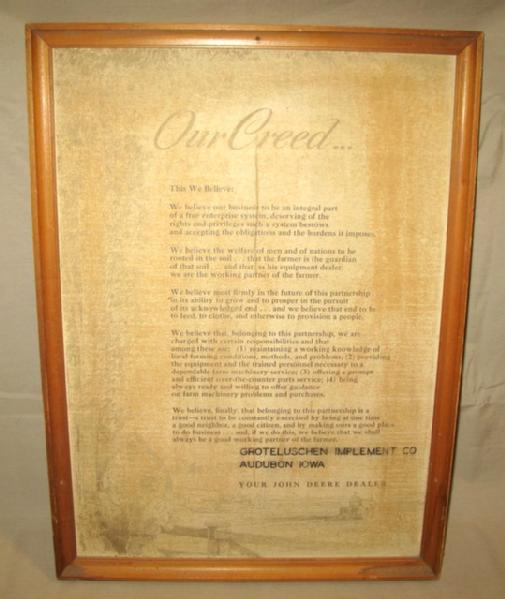 Our Creed...
This We Believe:
We believe our business to be an integral part
of a free enterprise system, deserving of the
rights and privileges such a system bestows
and accepting the obligations and the burdens it imposes.
We believe the welfare of men and of nations to be
rooted in the soil . . . that the farmer is the guardian
of that soil . . . and that as his equipment dealer
we are the working partner of the farmer.
We believe most firmly in the future of this partnership
in its ability to grow and to prosper in the pursuit
of its acknowledged end . . . and we believe that end to be
to feed, to clothe, and otherwise to provision a people.
We believe that, belonging to this partnership, we are
charged with certain responsibilities and that
among these are: (1) maintaining a working knowledge of
local farming conditions, methods, and problems; (2) providing
the equipment and the trained personnel necessary to a
dependable farm machinery service; (3) offering a prompt
and efficient over-the-counter parts service; (4) being
always ready and willing to offer guidance
on farm machinery problems and purchases.
We believe, finally, that belonging to this partnership is a
trust—a trust to be constantly exercised by being at one time
a good neighbor, a good citizen, and by making ours a good place
to do business . . . and, if we do this, we believe that we shall
always be a good working partner of the farmer.
GROTELUSCHEN IMPLEMENT CO
AUDUBON IOWA
YOUR JOHN DEERE DEALER